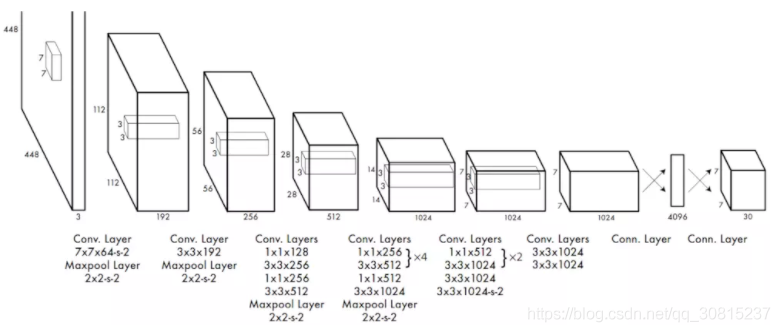 448
7
7
448
3
112
3
3
112
192
56
3
3
56
256
28
3
3
28
512
14
3
3
14
1024
7
3
3
7
1024
7
7
1024
4096
7
7
30
Conv. Layer
7x7x64-s-2
Maxpool Layer
2x2-s-2
Conv. Layer
3x3x192
Maxpool Layer
2x2-s-2
Conv. Layers
1x1x128
3x3x256
1x1x256
3x3x512
Maxpool Layer
2x2-s-2
Conv. Layers
1x1x256
3x3x512
}×4
1x1x512
3x3x1024
Maxpool Layer
2x2-s-2
Conv. Layers
1x1x512
3x3x1024
}×2
3x3x1024
3x3x1024-s-2
Conv. Layers
3x3x1024
3x3x1024
Conn. Layer
Conn. Layer
https://blog.csdn.net/qq_30815237